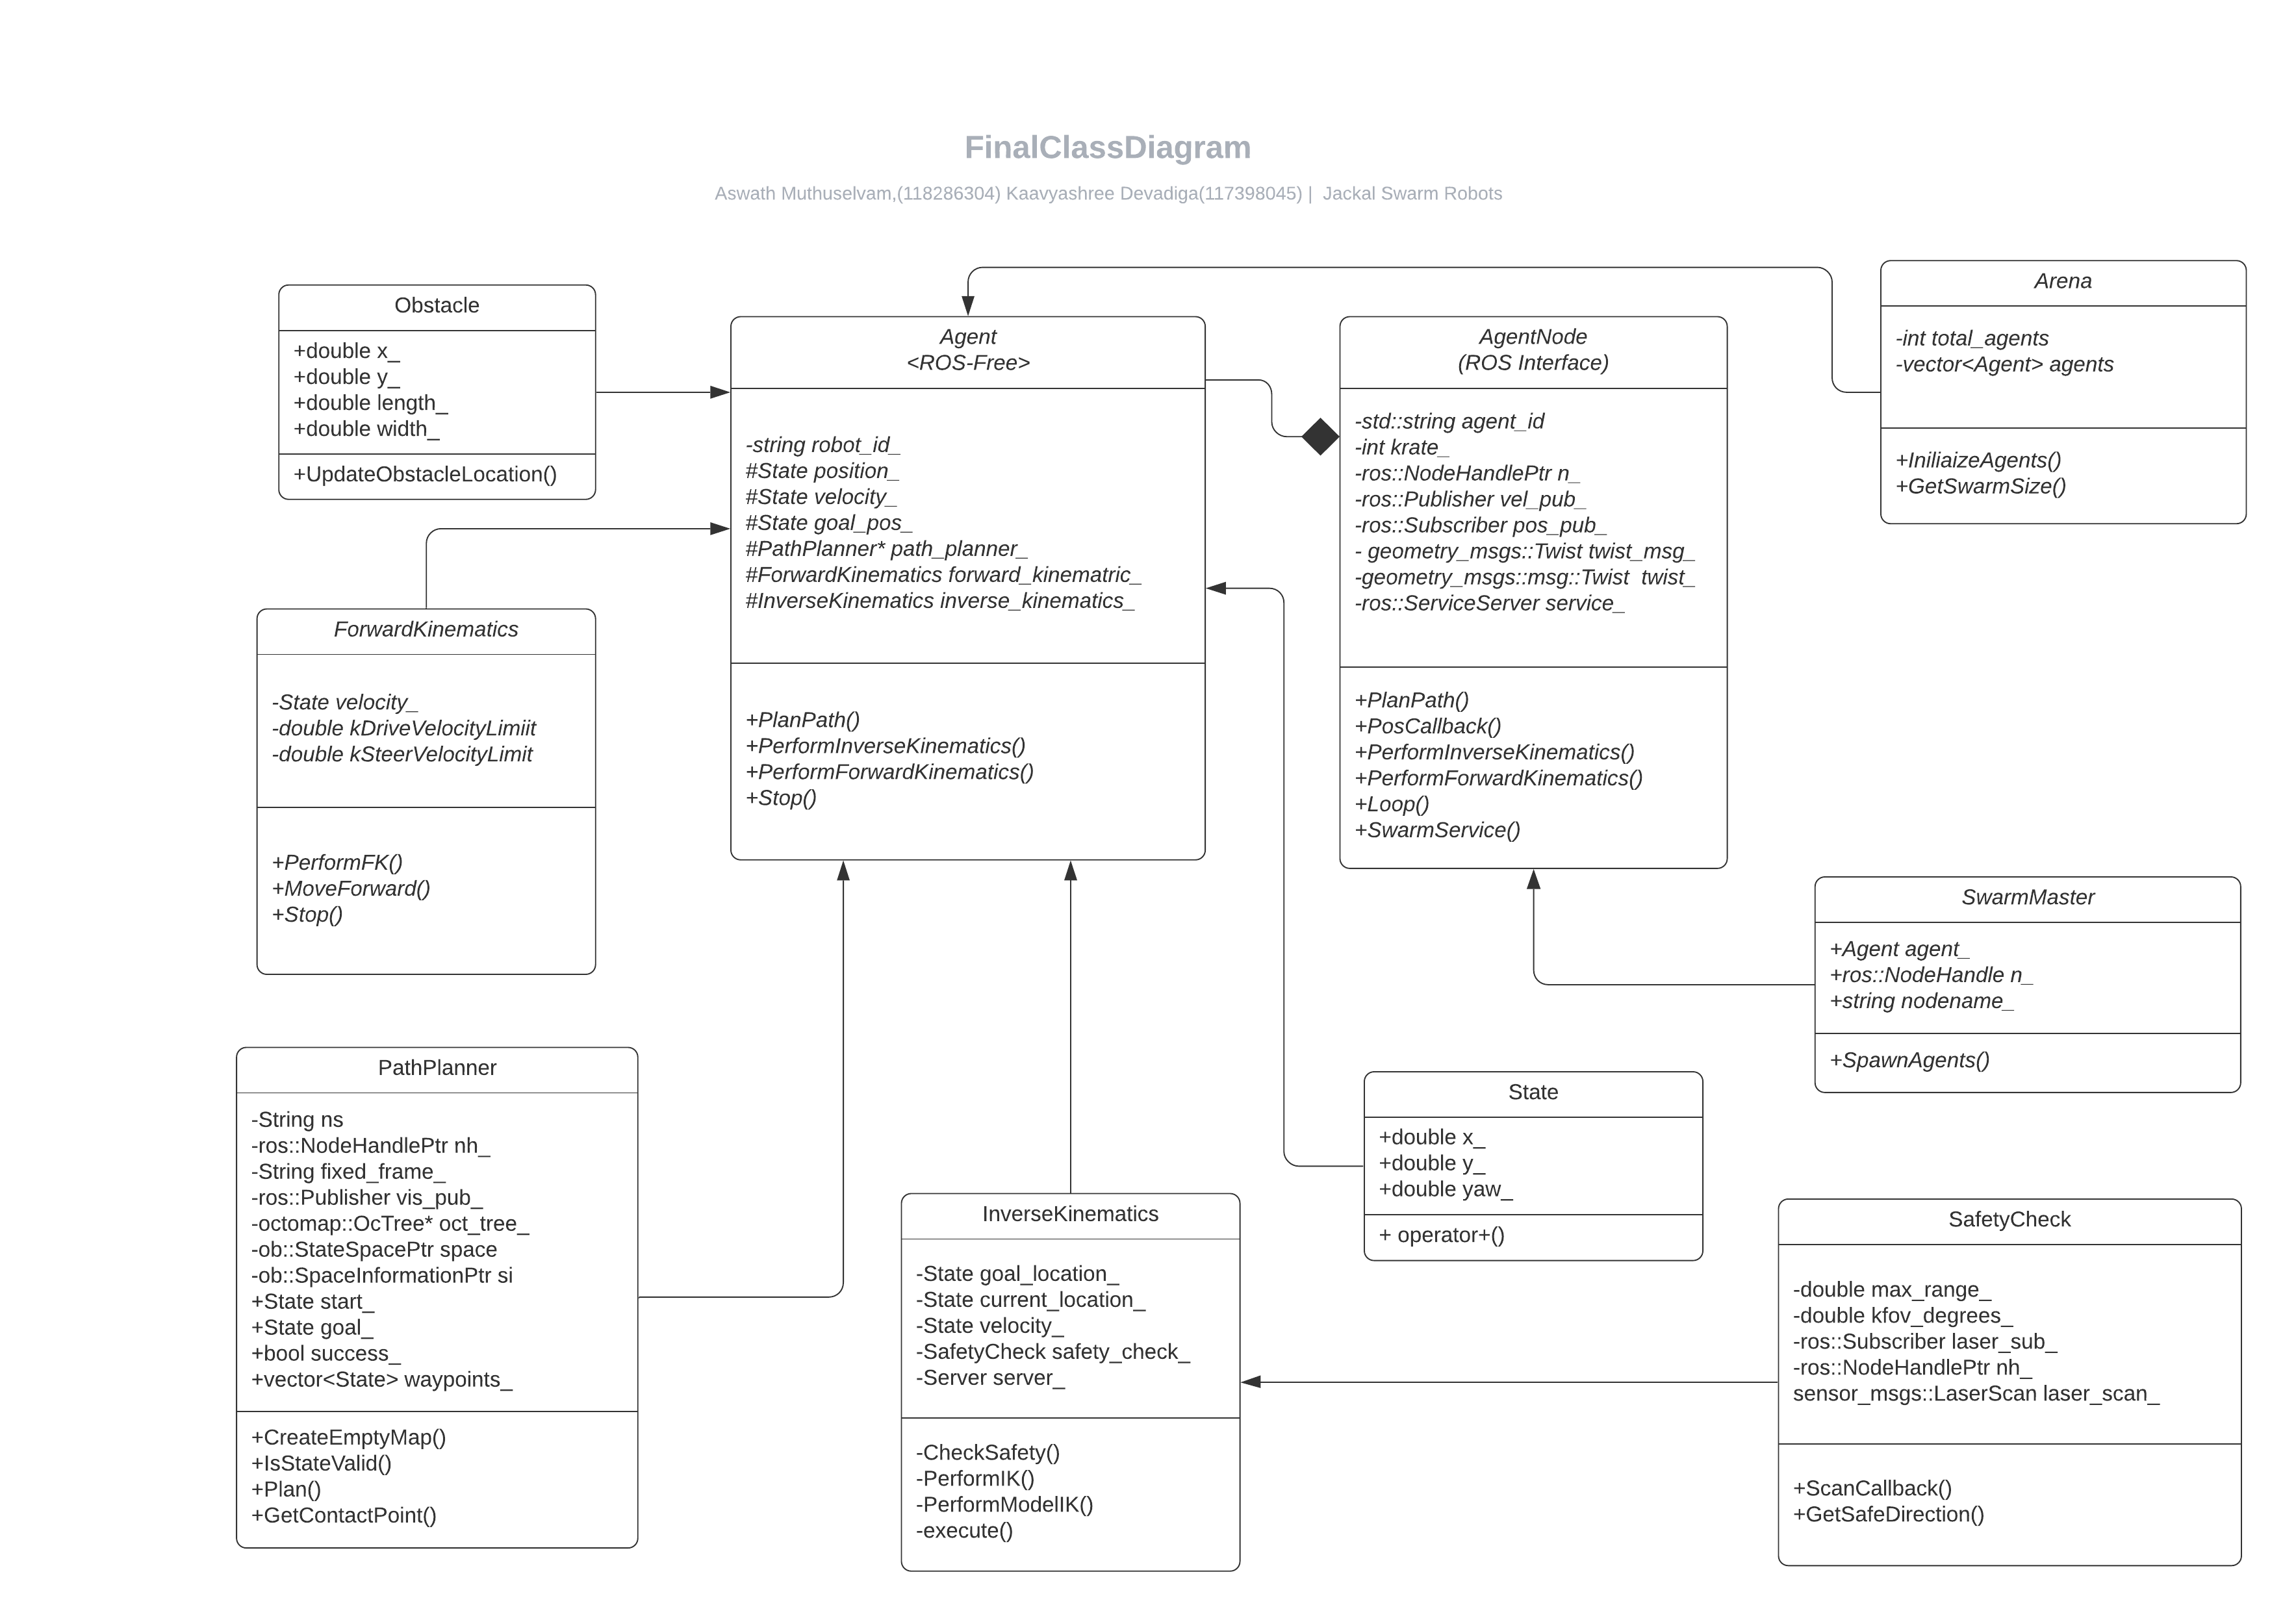 FinalClassDiagram
Aswath Muthuselvam,(118286304) Kaavyashree Devadiga(117398045) | Jackal Swarm Robots
Obstacle
+double x_
+double y_
+double length_
+double width_
+UpdateObstacleLocation()
Agent
<ROS-Free>
-string robot_id_
#State position_
#State velocity_
#State goal_pos_
#PathPlanner* path_planner_
#ForwardKinematics forward_kinematric_
#InverseKinematics inverse_kinematics_
+PlanPath()
+PerformInverseKinematics()
+PerformForwardKinematics()
+Stop()
AgentNode
(ROS Interface)
-std::string agent_id
-int krate_
-ros::NodeHandlePtr n_
-ros::Publisher vel_pub_
-ros::Subscriber pos_pub_
- geometry_msgs::Twist twist_msg_
-geometry_msgs::msg::Twist  twist_
-ros::ServiceServer service_
+PlanPath()
+PosCallback()
+PerformInverseKinematics()
+PerformForwardKinematics()
+Loop()
+SwarmService()
Arena
-int total_agents
-vector<Agent> agents
+IniliaizeAgents()
+GetSwarmSize()
ForwardKinematics
-State velocity_
-double kDriveVelocityLimiit
-double kSteerVelocityLimit
+PerformFK()
+MoveForward()
+Stop()
SwarmMaster
+Agent agent_
+ros::NodeHandle n_
+string nodename_
+SpawnAgents()
PathPlanner
-String ns
-ros::NodeHandlePtr nh_
-String fixed_frame_
-ros::Publisher vis_pub_
-octomap::OcTree* oct_tree_
-ob::StateSpacePtr space
-ob::SpaceInformationPtr si
+State start_
+State goal_
+bool success_
+vector<State> waypoints_
+CreateEmptyMap()
+IsStateValid()
+Plan()
+GetContactPoint()
InverseKinematics
-State goal_location_
-State current_location_
-State velocity_
-SafetyCheck safety_check_
-Server server_
-CheckSafety()
-PerformIK()
-PerformModelIK()
-execute()
State
+double x_
+double y_
+double yaw_
+ operator+()
SafetyCheck
-double max_range_
-double kfov_degrees_
-ros::Subscriber laser_sub_
-ros::NodeHandlePtr nh_
sensor_msgs::LaserScan laser_scan_
+ScanCallback()
+GetSafeDirection()